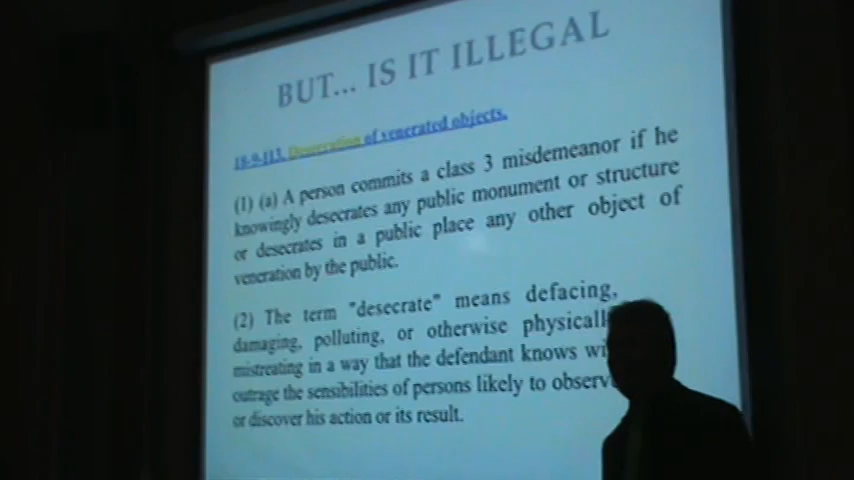 BUT... IS IT ILLEGAL
18-9-113. Desecration of venerated objects.
(1) (a) A person commits a class 3 misdemeanor if he
knowingly desecrates any public monument or structure
or desecrates in a public place any other object of
veneration by the public.
(2) The term "desecrate" means defacing,
damaging, polluting, or otherwise physicall
mistreating in a way that the defendant knows wi
outrage the sensibilities of persons likely to observ
or discover his action or its result.